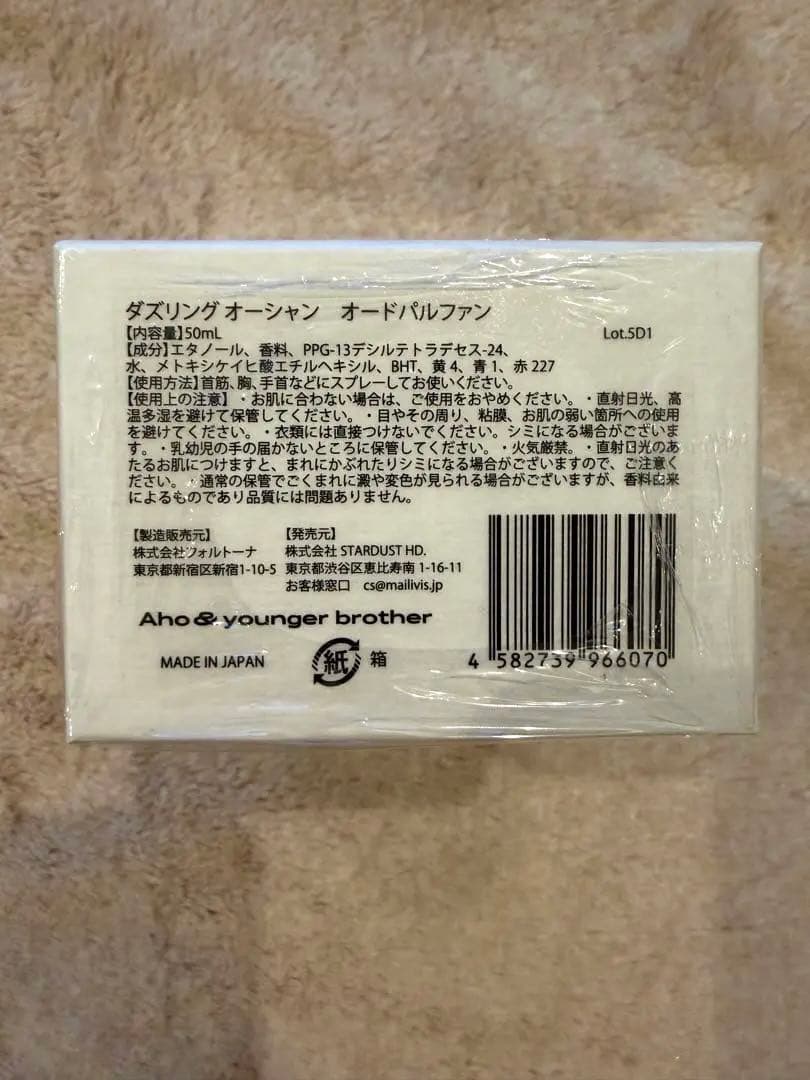 ダズリング オーシャン　オードパルファン
【内容量】50mL　Lot.5D1
【成分】エタノール、香料、PPG-13デシルテトラデセス-24、
水、メトキシケイヒ酸エチルヘキシル、BHT、黄 4、青 1、赤 227
【使用方法】首筋、胸、手首などにスプレーしてお使いください。
【使用上の注意】・お肌に合わない場合は、ご使用をおやめください。・直射日光、高
温多湿を避けて保管してください。・目やその周り、粘膜、お肌の弱い箇所への使用
を避けてください。・衣類には直接つけないでください。シミになる場合がございま
す。・乳幼児の手の届かないところに保管してください。・火気厳禁。・直射日光のあ
たるお肌につけますと、まれにかぶれたりシミになる場合がございますので、ご注意く
ださい。・通常の保管でごくまれに澱や変色が見られる場合がございますが、香料由来
によるものであり品質には問題ありません。
【製造販売元】
株式会社フォルトーナ
東京都新宿区新宿1-10-5
【発売元】
株式会社 STARDUST HD.
東京都渋谷区恵比寿南 1-16-11
お客様窓口　cs@mailivis.jp
Aho & younger brother
MADE IN JAPAN
紙 箱
4 582739 966070